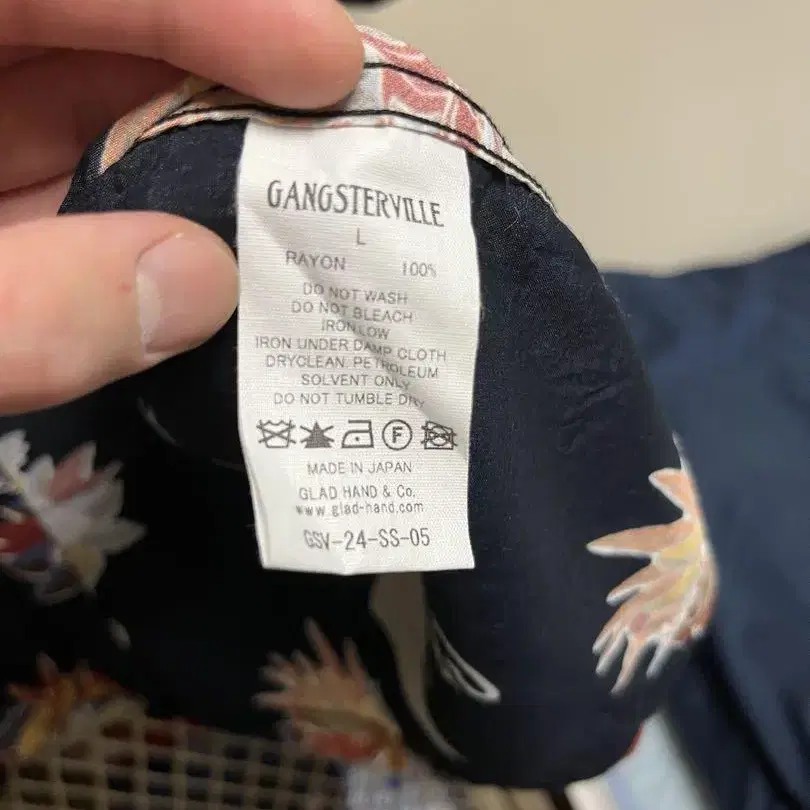 GANGSTERVILLE
L
RAYON 100%
DO NOT WASH
DO NOT BLEACH
IRON LOW
IRON UNDER DAMP CLOTH
DRYCLEAN. PETROLEUM
SOLVENT ONLY
DO NOT TUMBLE DRY
F
MADE IN JAPAN
GLAD HAND & Co.
www.glad-hand.com
GSV-24-SS-05